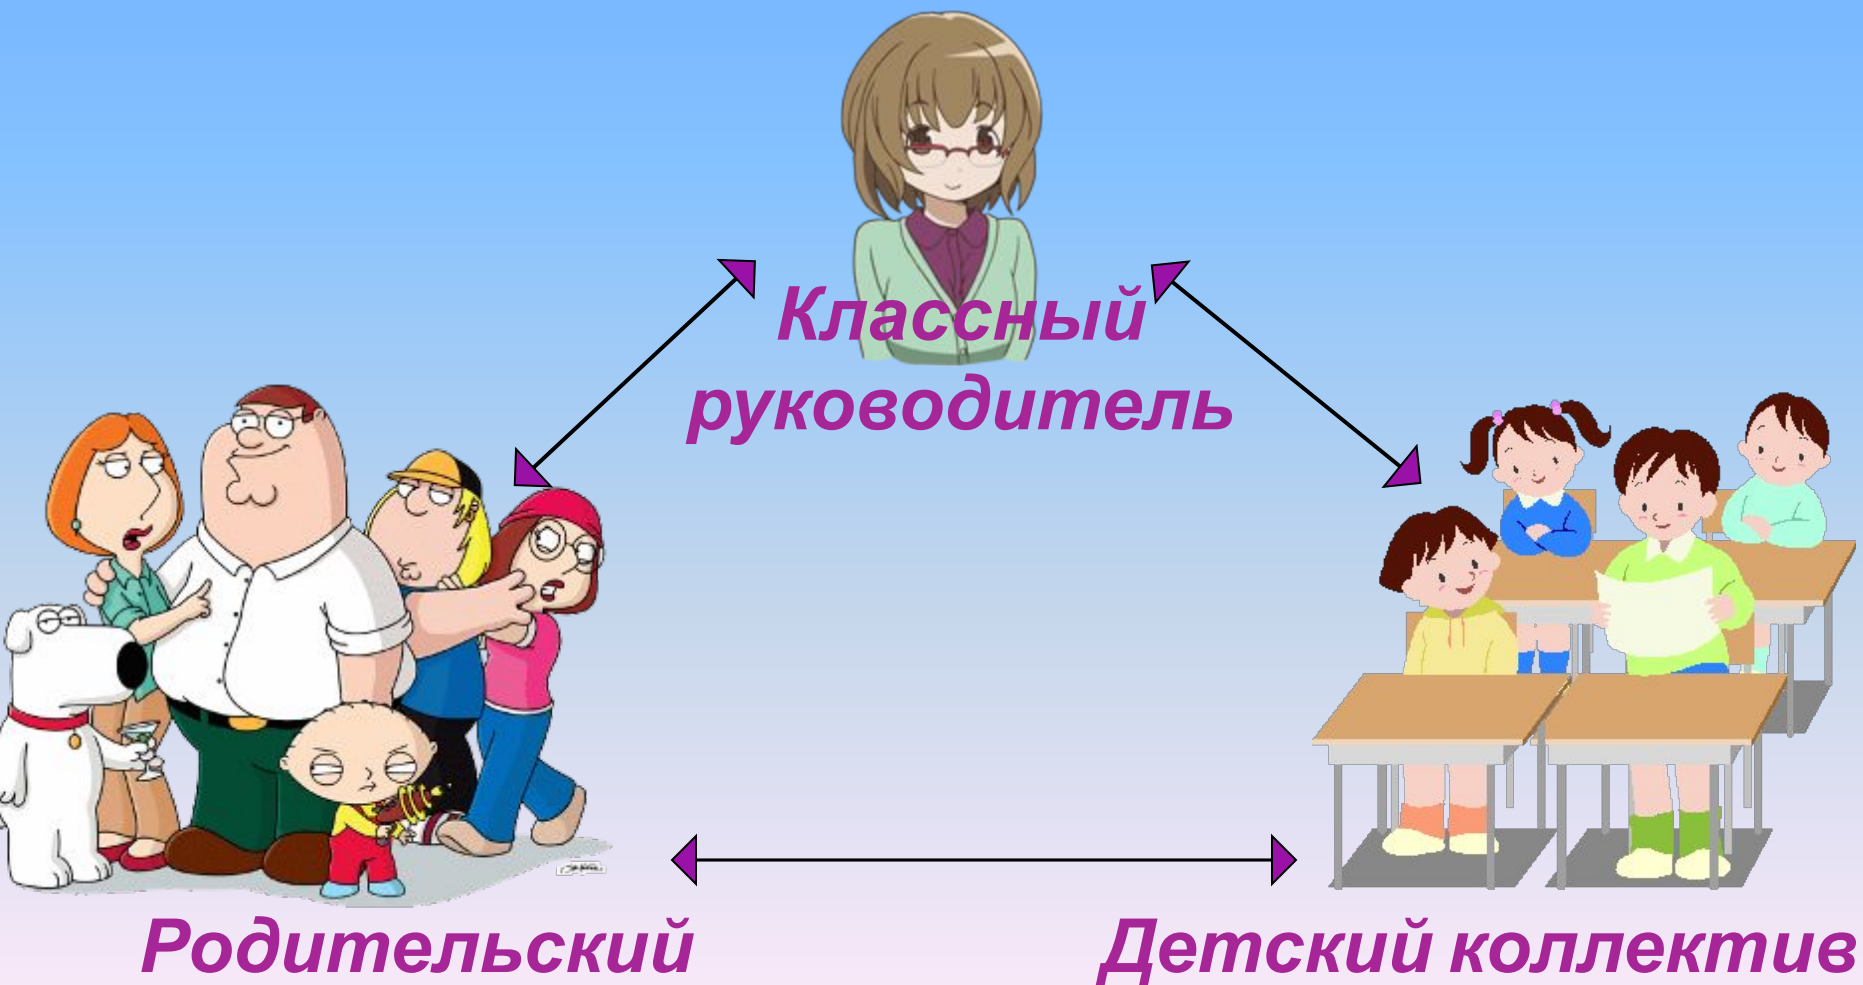 Классный
руководитель
Родительский
Детский коллектив